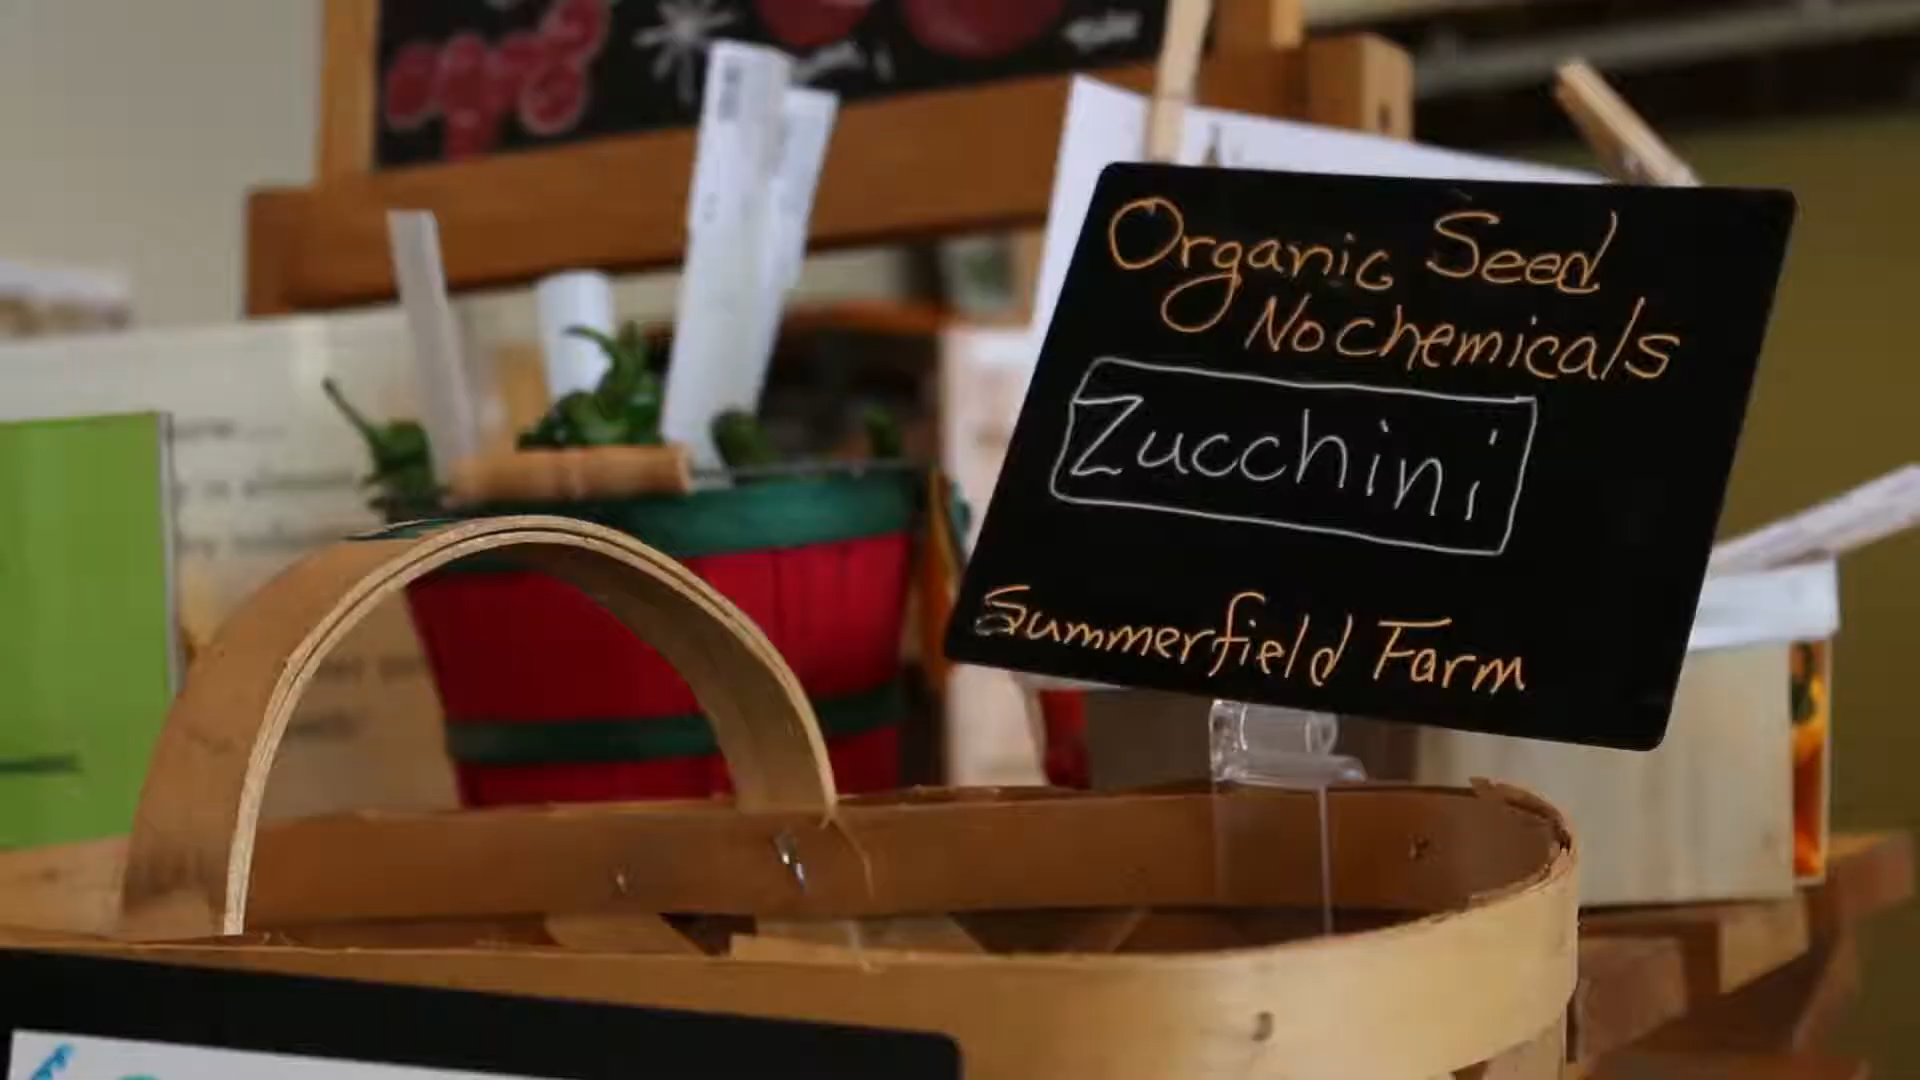 Organic Seed
No chemicals
Zucchini
Summerfield Farm